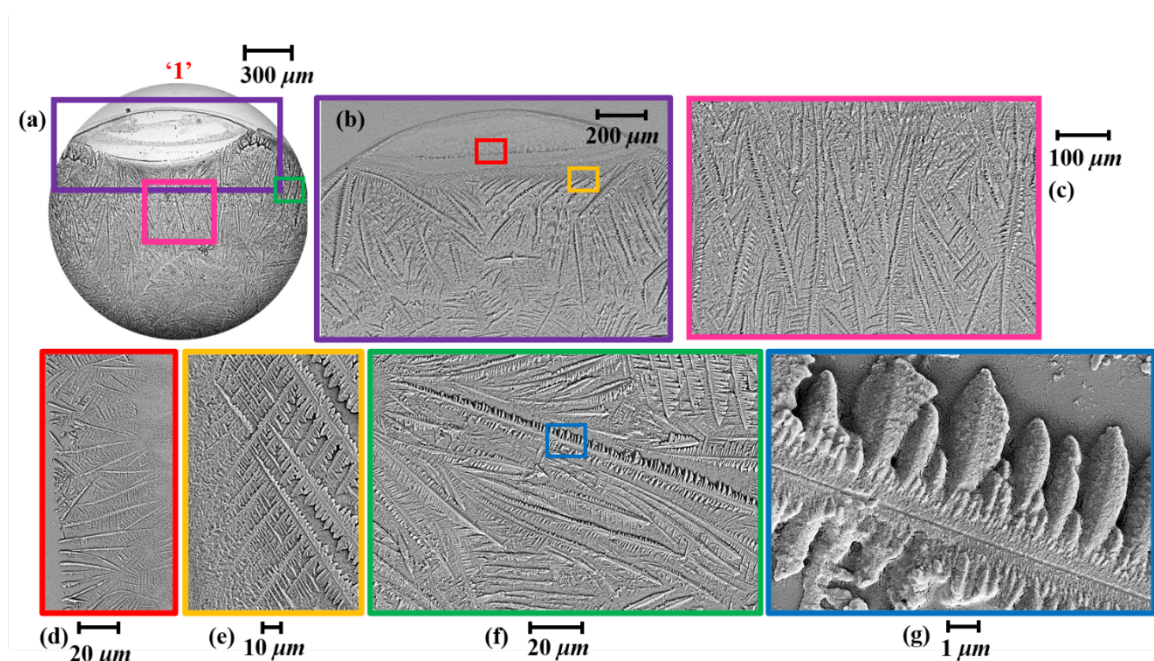 ‘1’
300 µm
(a)
(b)
200 µm
100 µm
(c)
(d)
20 µm
(e)
10 µm
(f)
20 µm
(g)
1 µm